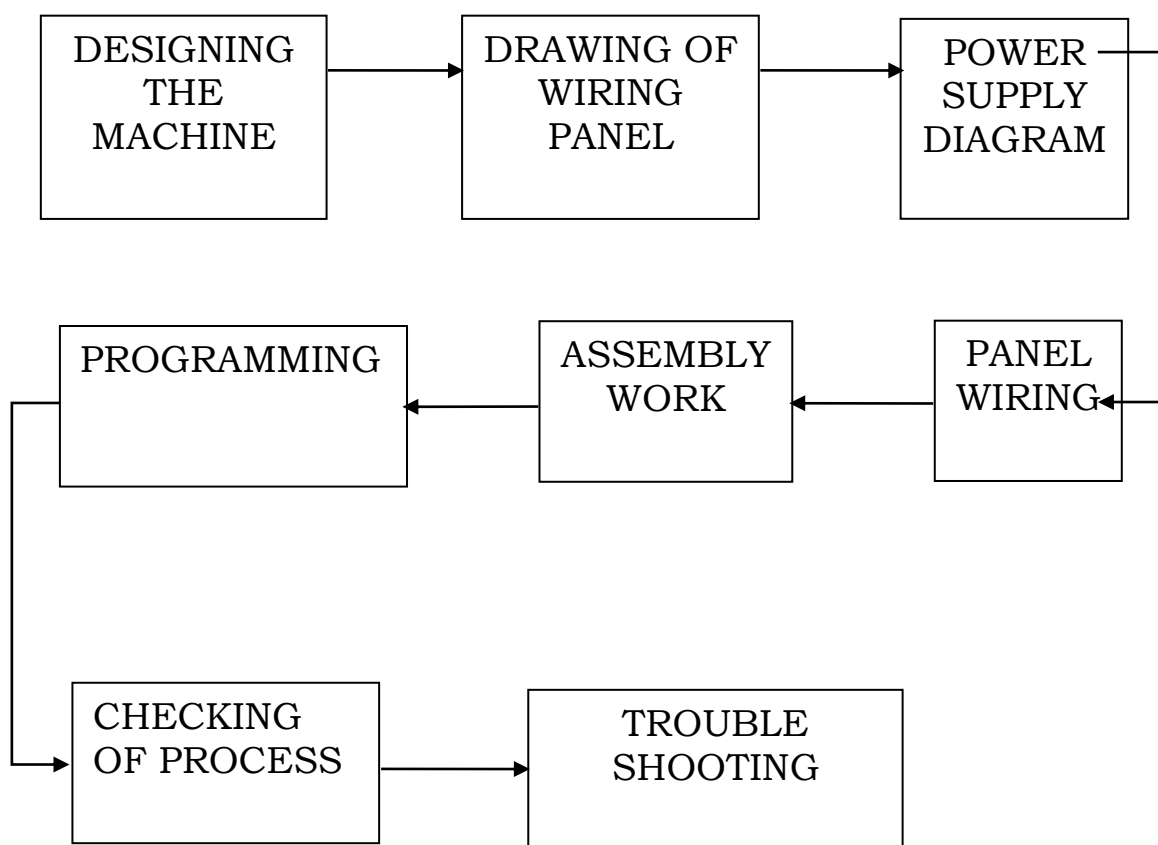 DESIGNING
THE
MACHINE
DRAWING OF
WIRING
PANEL
POWER
SUPPLY
DIAGRAM
PANEL
WIRING
ASSEMBLY
WORK
PROGRAMMING
CHECKING
OF PROCESS
TROUBLE
SHOOTING